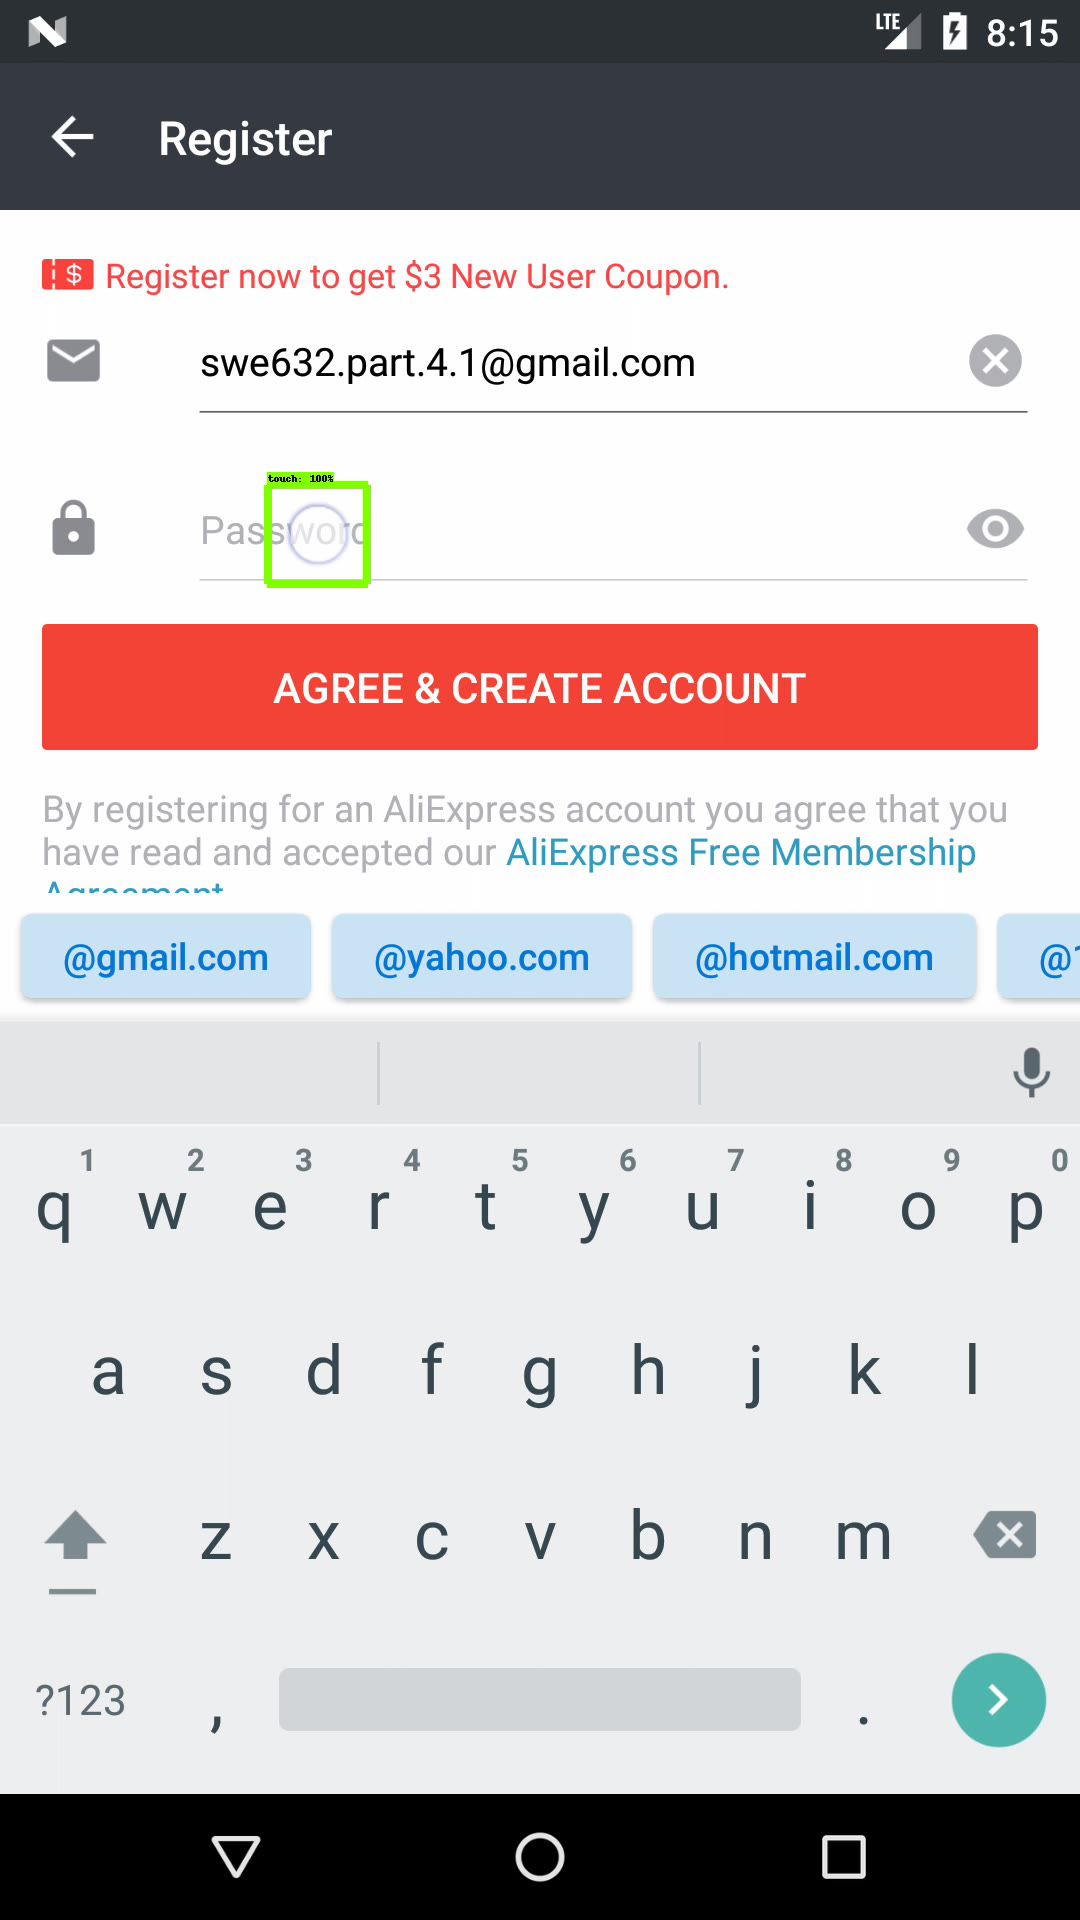 LTE 8:15
Register
$ Register now to get $3 New User Coupon.
swe632.part.4.1@gmail.com
touch: 100%
Password
AGREE & CREATE ACCOUNT
By registering for an AliExpress account you agree that you
have read and accepted our AliExpress Free Membership
Agreement
@gmail.com @yahoo.com @hotmail.com @1
1 2 3 4 5 6 7 8 9 0
q w e r t y u i o p
a s d f g h j k l
z x c v b n m
?123 , .